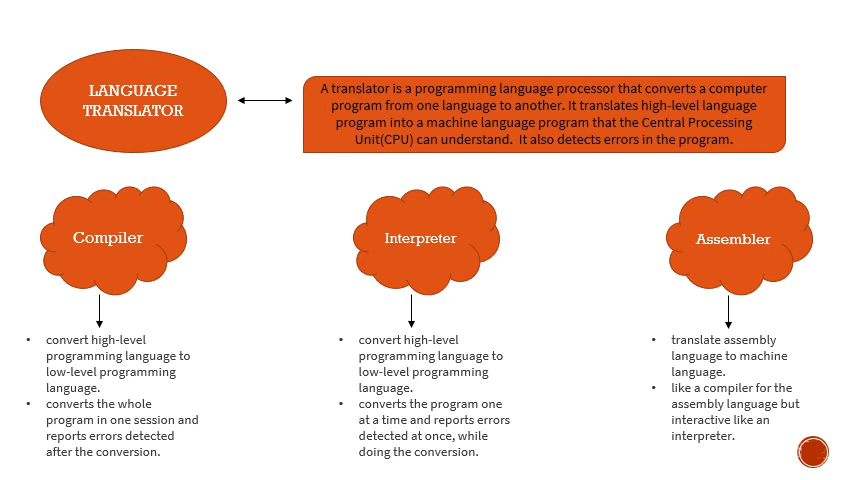 LANGUAGE
TRANSLATOR
A translator is a programming language processor that converts a computer
program from one language to another. It translates high-level language
program into a machine language program that the Central Processing
Unit(CPU) can understand.  It also detects errors in the program.
Compiler
Interpreter
Assembler
• convert high-level
programming language to
low-level programming
language.
• converts the whole
program in one session and
reports errors detected
after the conversion.
• convert high-level
programming language to
low-level programming
language.
• converts the program one
at a time and reports errors
detected at once, while
doing the conversion.
• translate assembly
language to machine
language.
• like a compiler for the
assembly language but
interactive like an
interpreter.